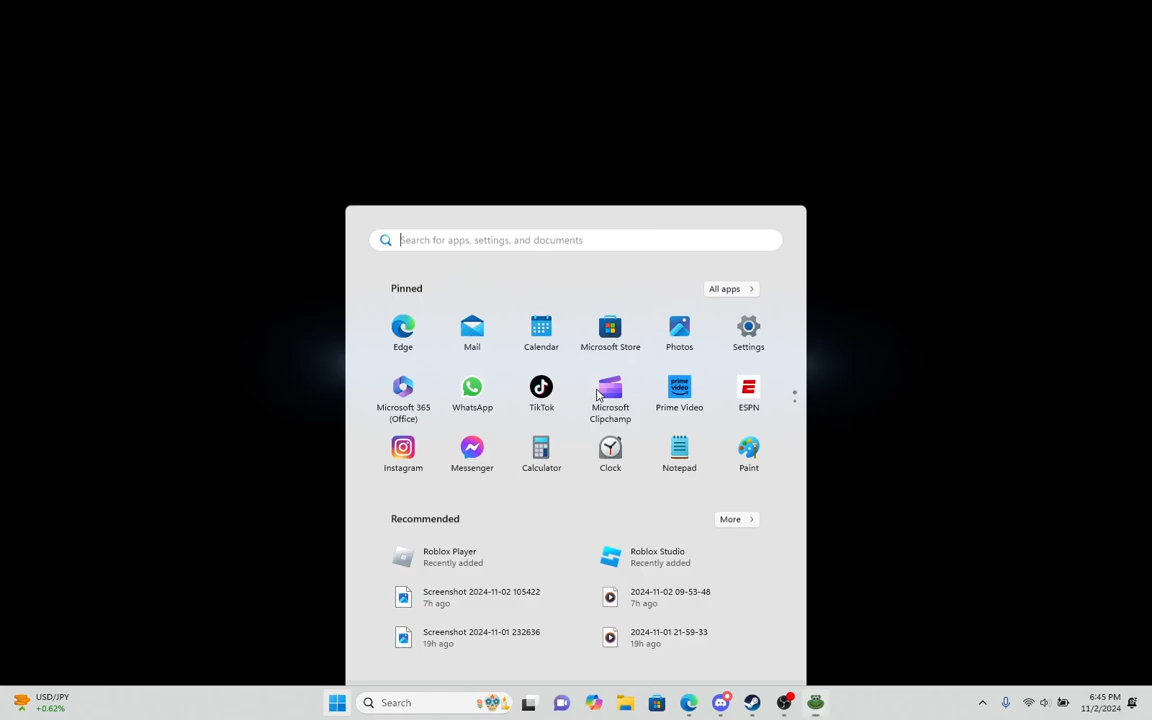 Search for apps, settings, and documents
Pinned
All apps
Edge
Mail
Calendar
Microsoft Store
Photos
Settings
Microsoft 365
(Office)
WhatsApp
TikTok
Microsoft
Clipchamp
Prime Video
ESPN
Instagram
Messenger
Calculator
Clock
Notepad
Paint
Recommended
More
Roblox Player
Recently added
Roblox Studio
Recently added
Screenshot 2024-11-02 105422
7h ago
2024-11-02 09-53-48
7h ago
Screenshot 2024-11-01 232636
19h ago
2024-11-01 21-59-33
19h ago
USD/JPY
+0.62%
Search
6:45 PM
11/2/2024